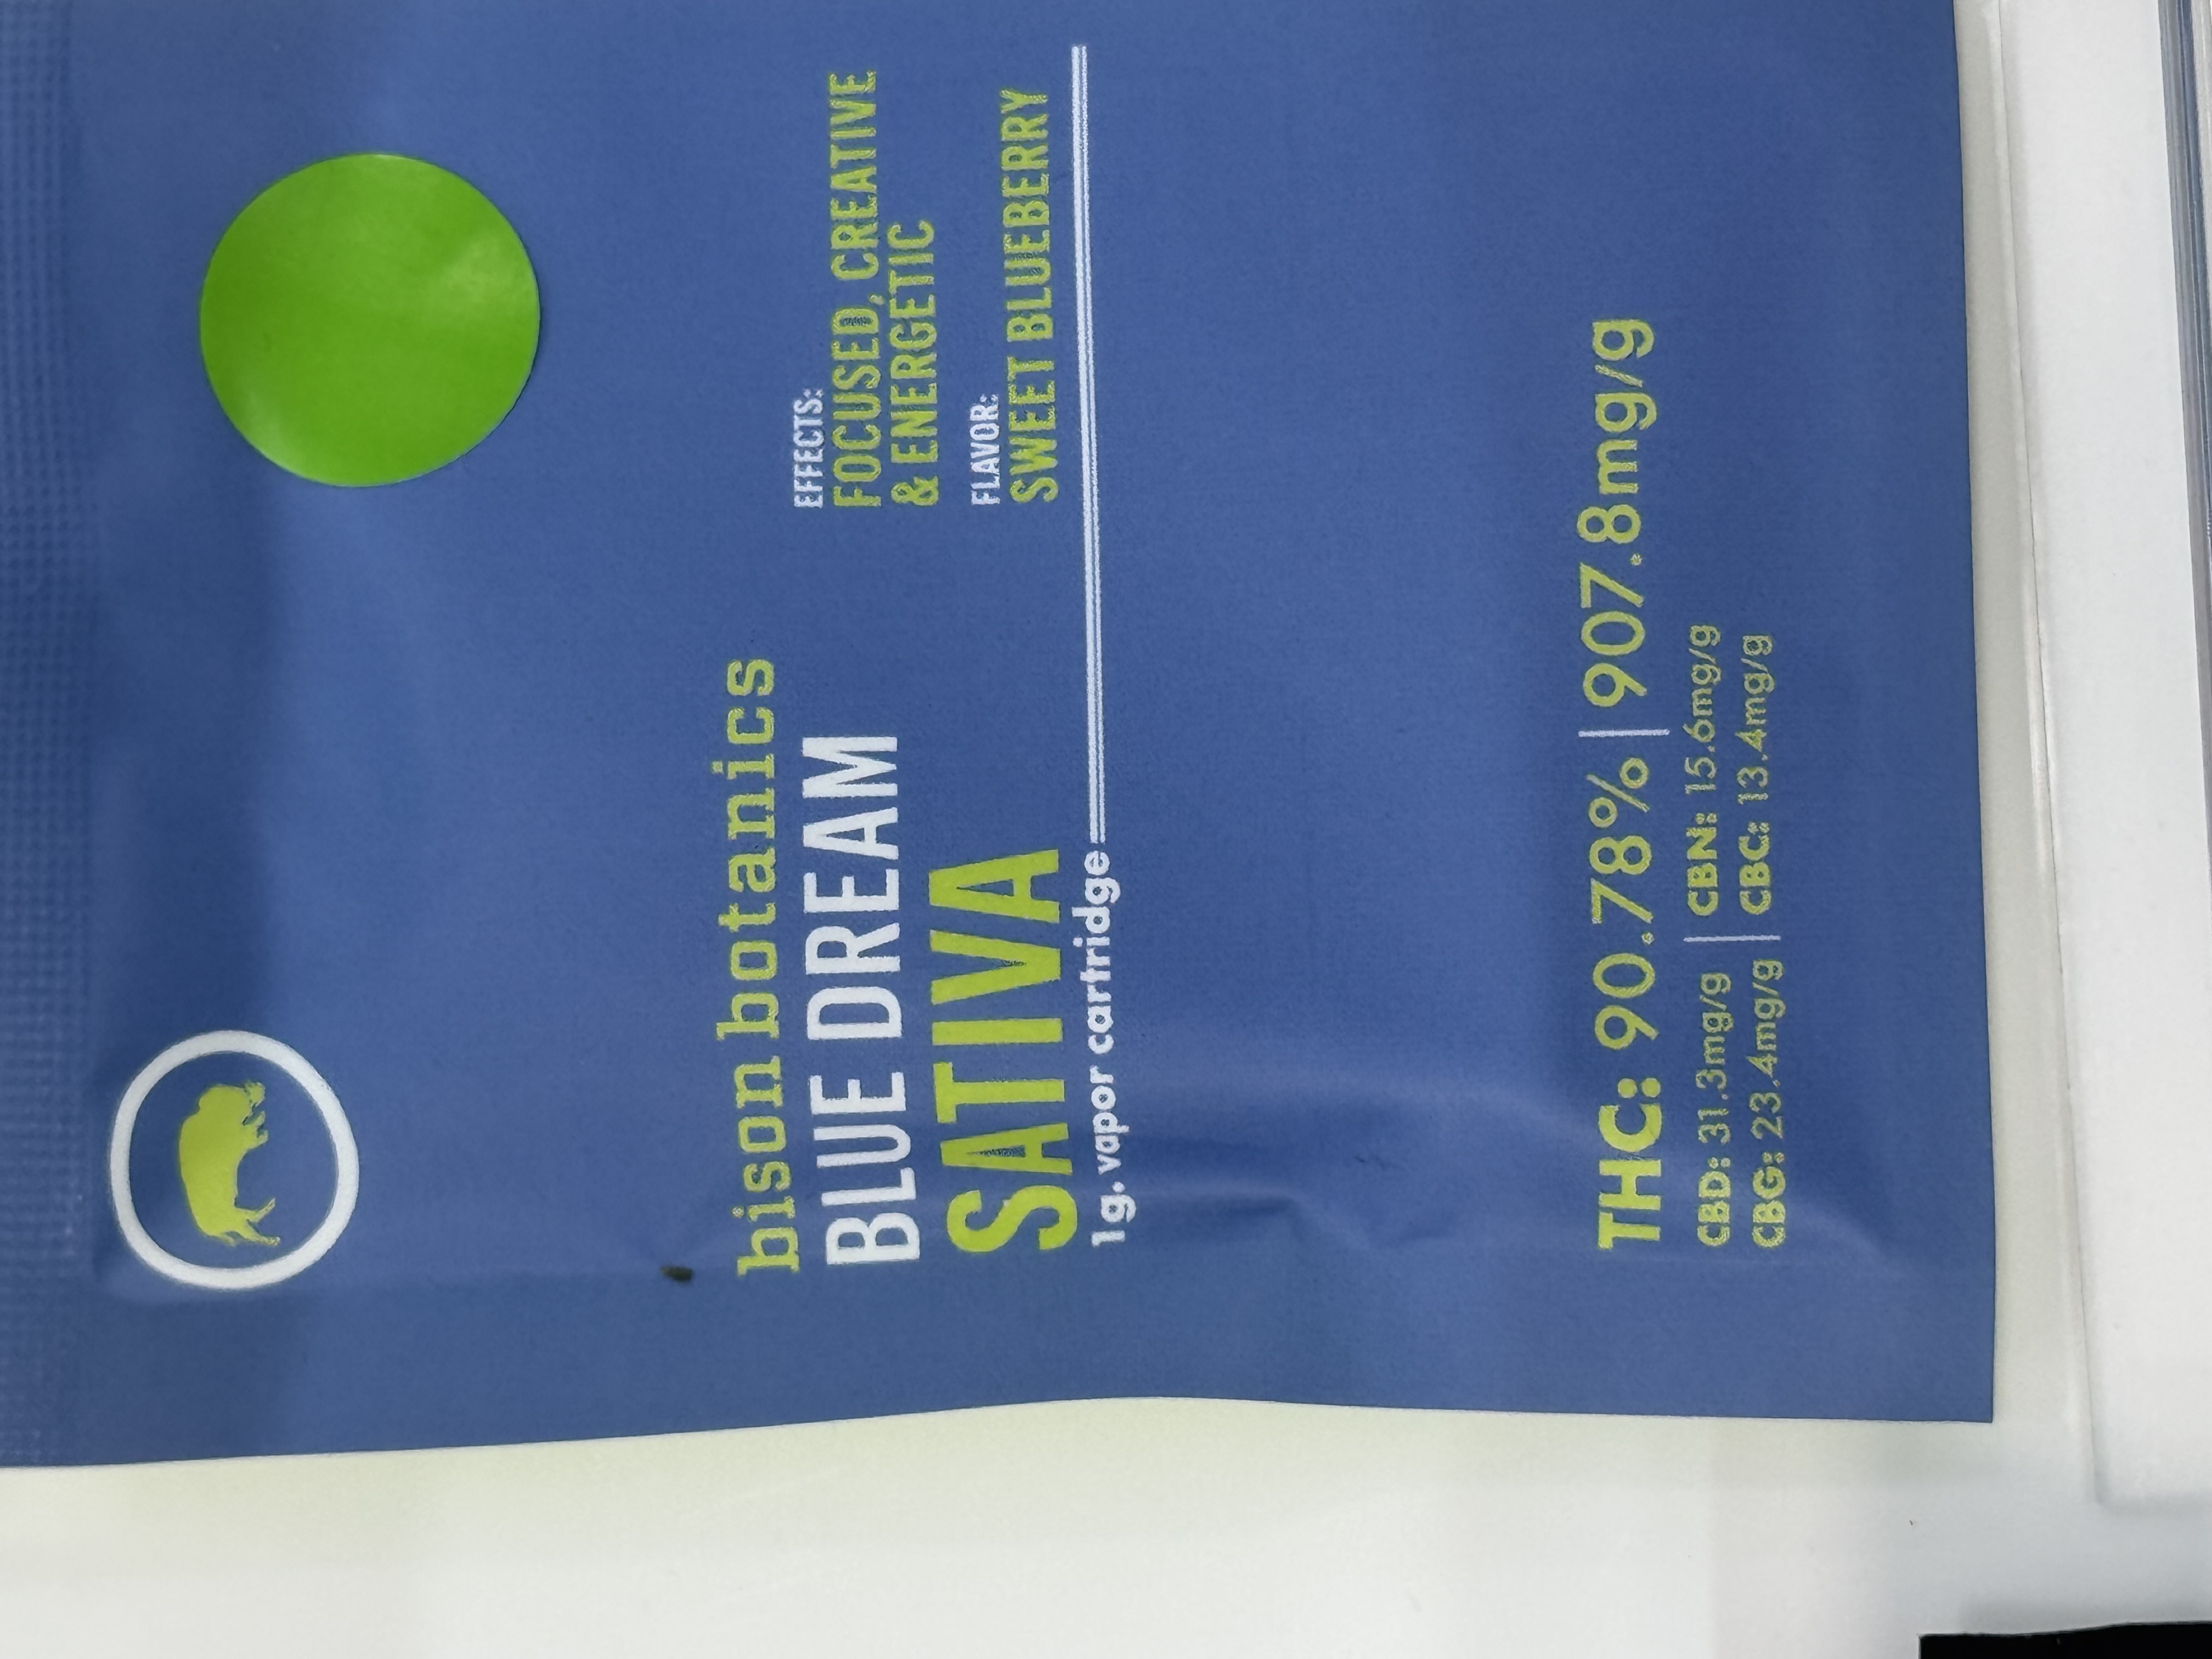 bison botanics
BLUE DREAM
SATIVA
1g. vapor cartridge
EFFECTS:
FOCUSED, CREATIVE
& ENERGETIC
FLAVOR:
SWEET BLUEBERRY
THC: 90.78% | 907.8mg/g
CBD: 31.3mg/g | CBN: 15.6mg/g
CBG: 23.4mg/g | CBC: 13.4mg/g